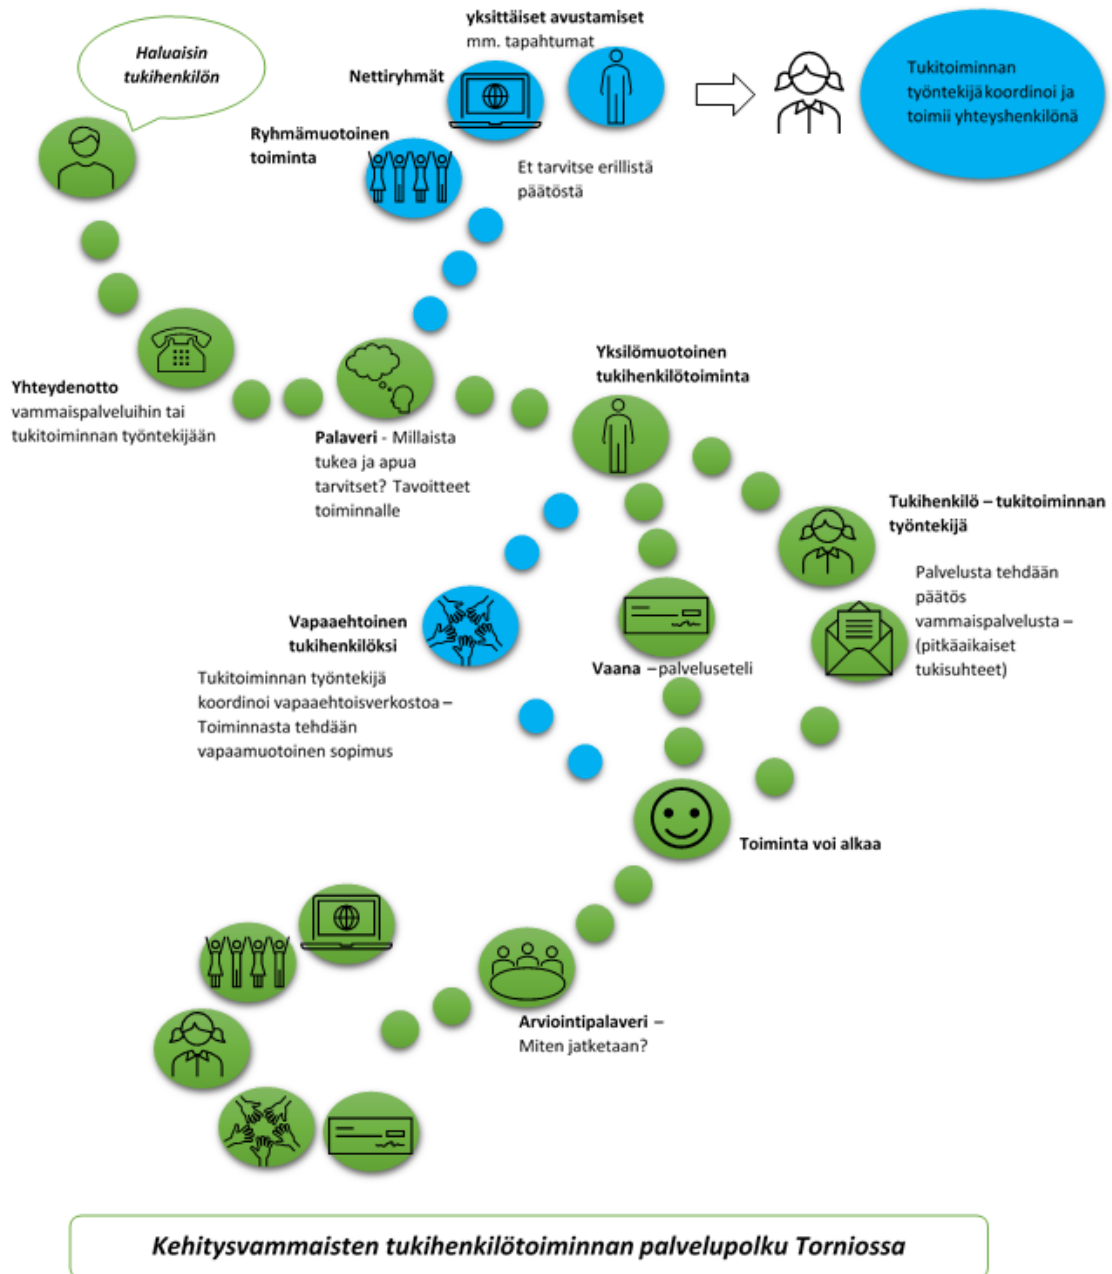 Haluaisin
tukihenkilön
yksittäiset avustamiset
mm. tapahtumat
Nettiryhmät
Ryhmämuotoinen
toiminta
Et tarvitse erillistä
päätöstä
Tukitoiminnan
työntekijä koordinoi ja
toimii yhteyshenkilönä
Yhteydenotto
vammaispalveluihin tai
tukitoiminnan työntekijään
Palaveri - Millaista
tukea ja apua
tarvitset? Tavoitteet
toiminnalle
Yksilömuotoinen
tukihenkilötoiminta
Tukihenkilö – tukitoiminnan
työntekijä
Palvelusta tehdään
päätös
vammaispalvelusta –
(pitkäaikaiset
tukisuhteet)
Vapaaehtoinen
tukihenkilöksi
Tukitoiminnan työntekijä
koordinoi vapaaehtoisverkostoa –
Toiminnasta tehdään
vapaamuotoinen sopimus
Vaana – palveluseteli
Toiminta voi alkaa
Arviointipalaveri –
Miten jatketaan?
Kehitysvammaisten tukihenkilötoiminnan palvelupolku Torniossa